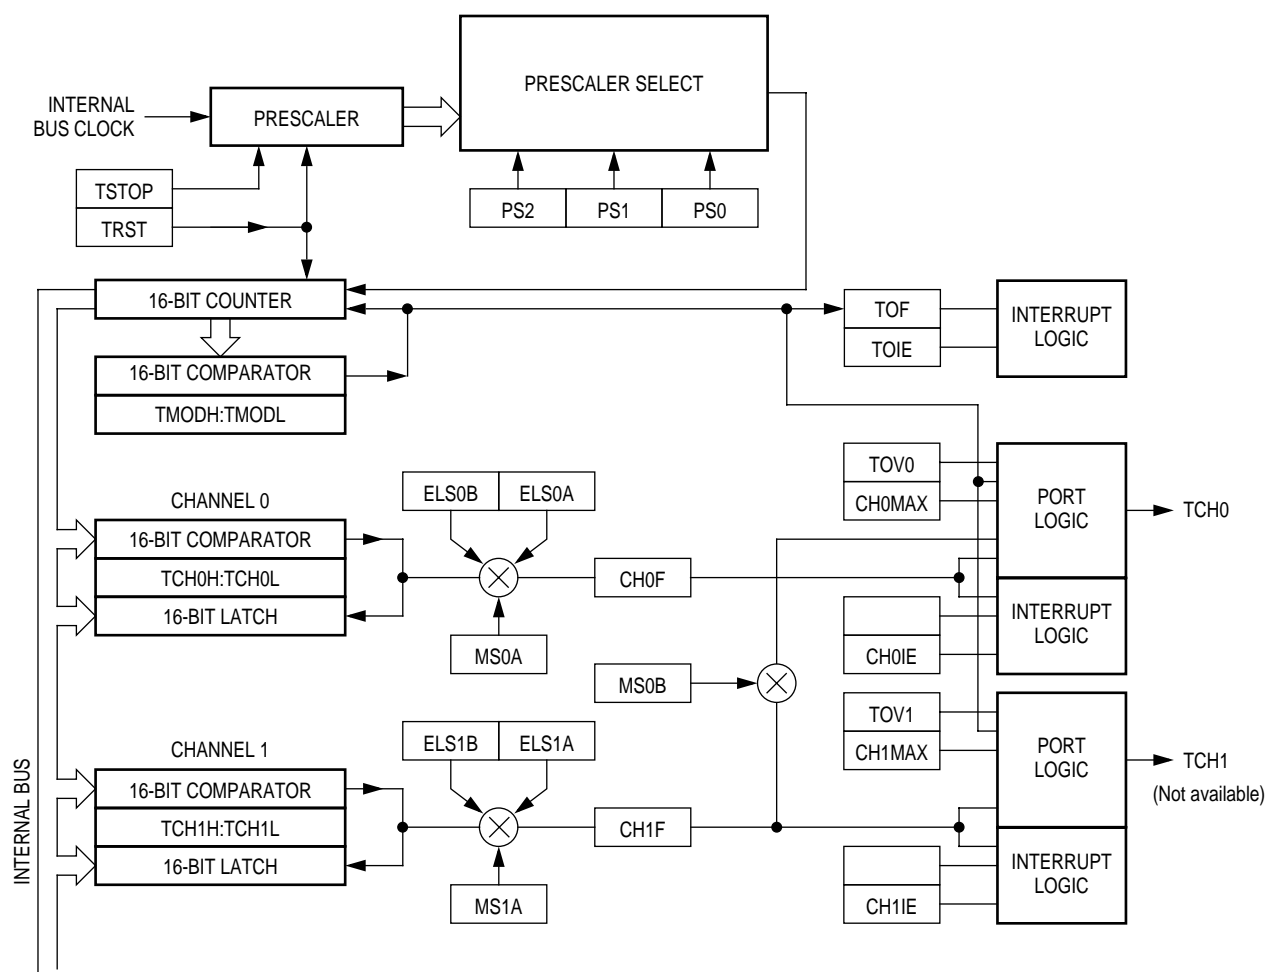 PRESCALER SELECT
INTERNAL
BUS CLOCK
PRESCALER
TSTOP
TRST
PS2
PS1
PS0
16-BIT COUNTER
16-BIT COMPARATOR
TMODH:TMODL
TOF
TOIE
INTERRUPT
LOGIC
CHANNEL 0
16-BIT COMPARATOR
TCH0H:TCH0L
16-BIT LATCH
ELS0B
ELS0A
MS0A
CH0F
TOV0
CH0MAX
PORT
LOGIC
TCH0
INTERRUPT
LOGIC
CH0IE
MS0B
CHANNEL 1
16-BIT COMPARATOR
TCH1H:TCH1L
16-BIT LATCH
ELS1B
ELS1A
MS1A
CH1F
TOV1
CH1MAX
PORT
LOGIC
TCH1
(Not available)
INTERRUPT
LOGIC
CH1IE
INTERNAL BUS